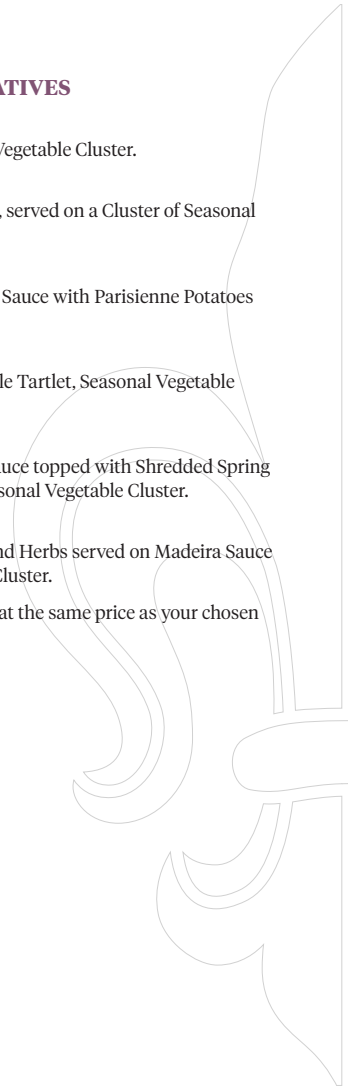 ATIVES
Vegetable Cluster.
, served on a Cluster of Seasonal
Sauce with Parisienne Potatoes
le Tartlet, Seasonal Vegetable
uce topped with Shredded Spring
sonal Vegetable Cluster.
nd Herbs served on Madeira Sauce
Cluster.
at the same price as your chosen